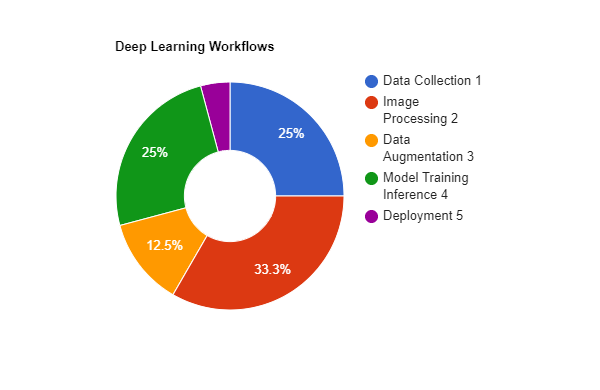 Deep Learning Workflows
Data Collection 1
Image
Processing 2
Data
Augmentation 3
Model Training
Inference 4
Deployment 5
25%
25%
12.5%
33.3%